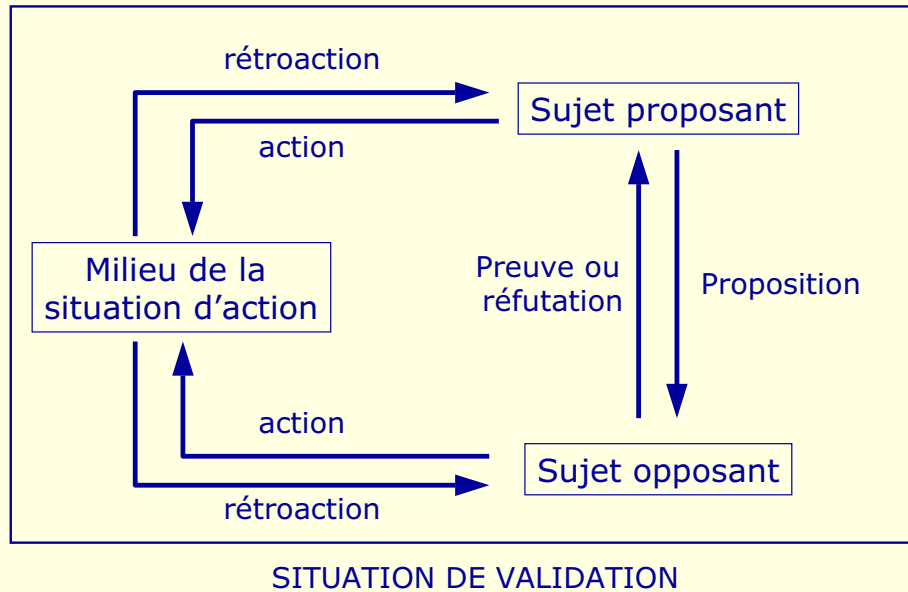 rétroaction
Sujet proposant
action
Milieu de la
situation d’action
Preuve ou
réfutation
Proposition
action
Sujet opposant
rétroaction
SITUATION DE VALIDATION